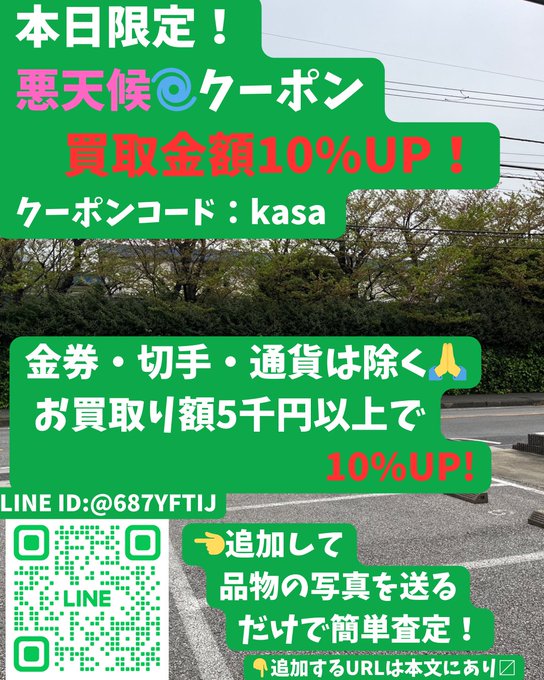 本日限定！
悪天候🌀クーポン
買取金額10%UP！
クーポンコード：kasa
金券・切手・通貨は除く🙏
お買取り額5千円以上で
10%UP!
LINE ID:@687YFTIJ
LINE
👈追加して
品物の写真を送る
だけで簡単査定！
👇追加するURLは本文にあり〼